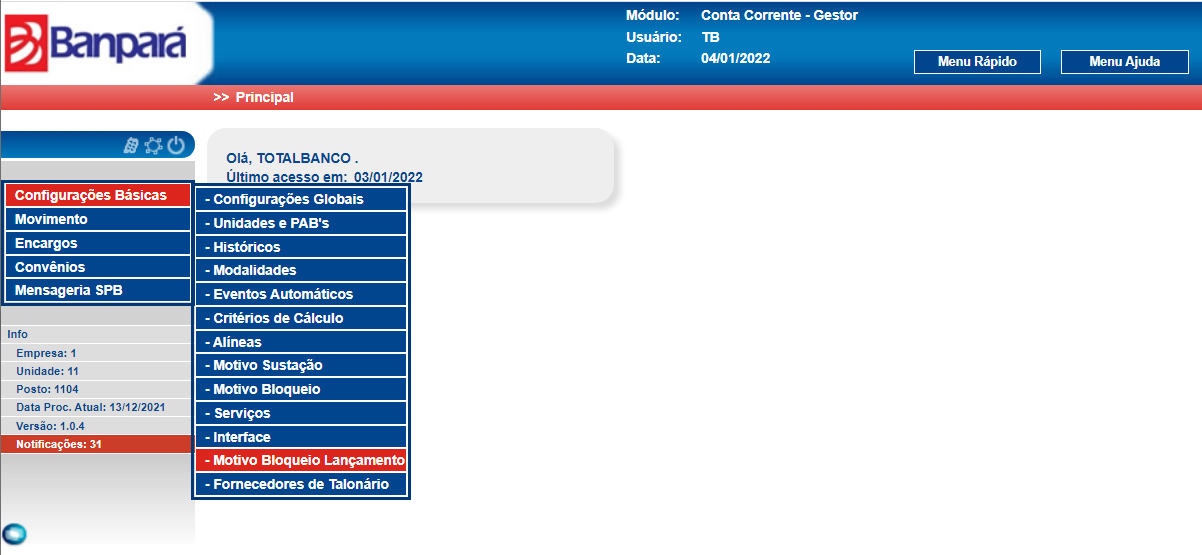 Banpará
Módulo: Conta Corrente - Gestor
Usuário: TB
Data: 04/01/2022
Menu Rápido
Menu Ajuda
>> Principal
Olá, TOTALBANCO .
Último acesso em: 03/01/2022
Configurações Básicas
Movimento
Encargos
Convênios
Mensageria SPB
- Configurações Globais
- Unidades e PAB's
- Históricos
- Modalidades
- Eventos Automáticos
- Critérios de Cálculo
- Alíneas
- Motivo Sustação
- Motivo Bloqueio
- Serviços
- Interface
- Motivo Bloqueio Lançamento
- Fornecedores de Talonário
Info
Empresa: 1
Unidade: 11
Posto: 1104
Data Proc. Atual: 13/12/2021
Versão: 1.0.4
Notificações: 31